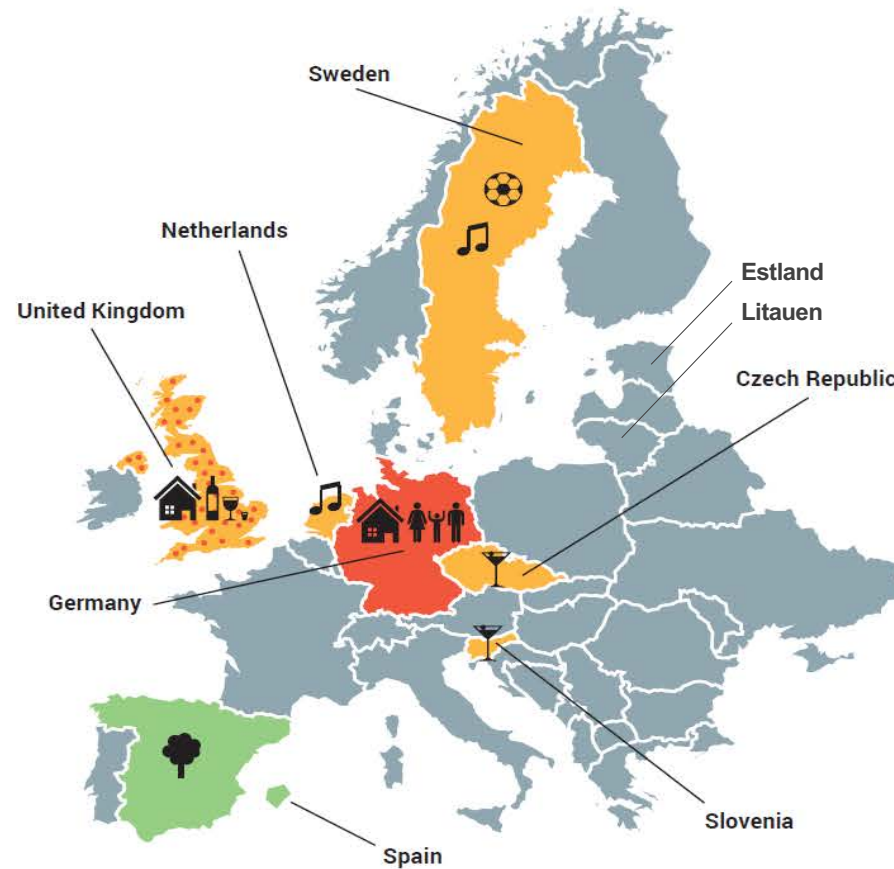 Sweden
Netherlands
Estland
United Kingdom
Litauen
Czech Republic
Germany
Slovenia
Spain